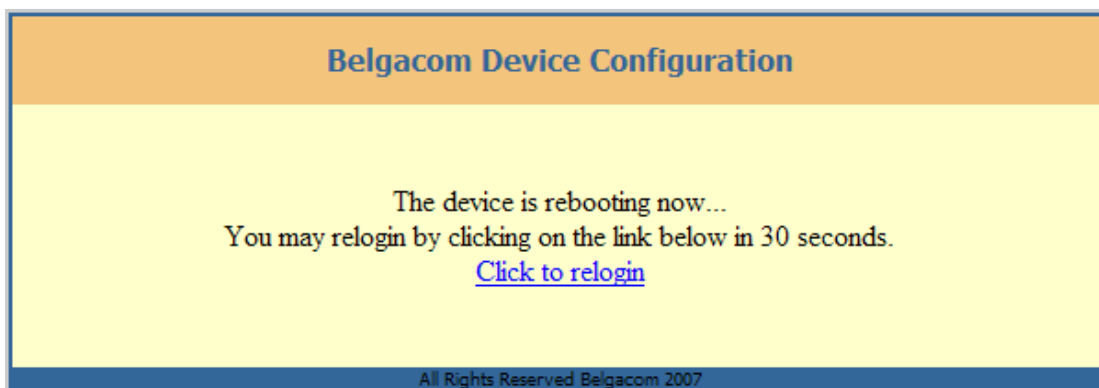 Belgacom Device Configuration
The device is rebooting now...
You may relogin by clicking on the link below in 30 seconds.
Click to relogin
All Rights Reserved Belgacom 2007